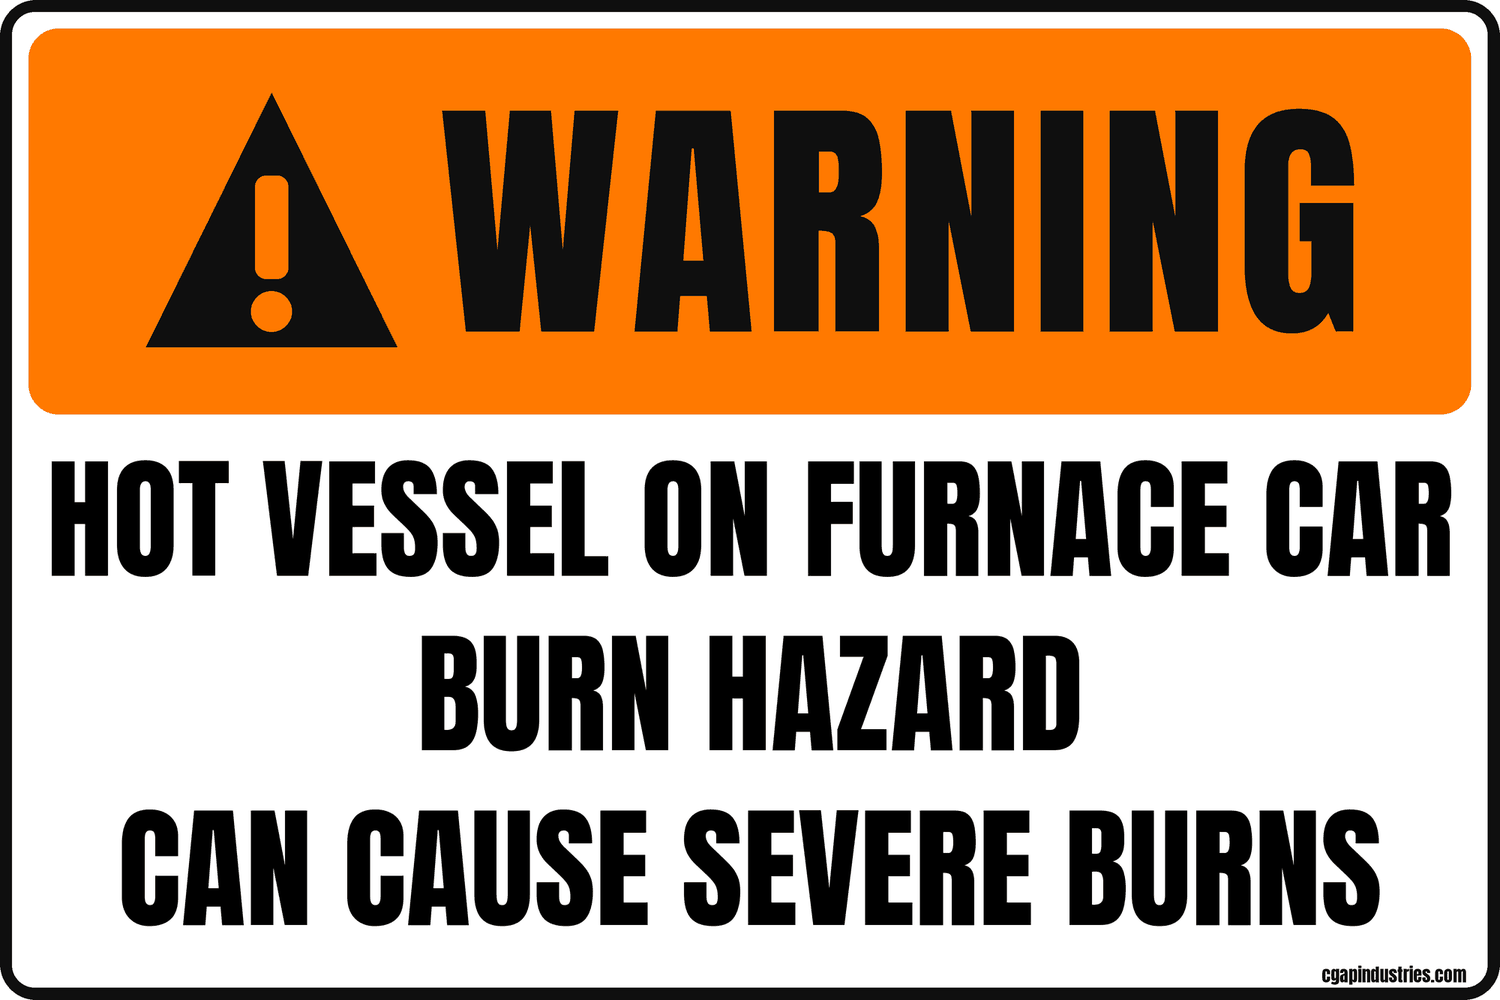 WARNING
HOT VESSEL ON FURNACE CAR
BURN HAZARD
CAN CAUSE SEVERE BURNS
cgapindustries.com